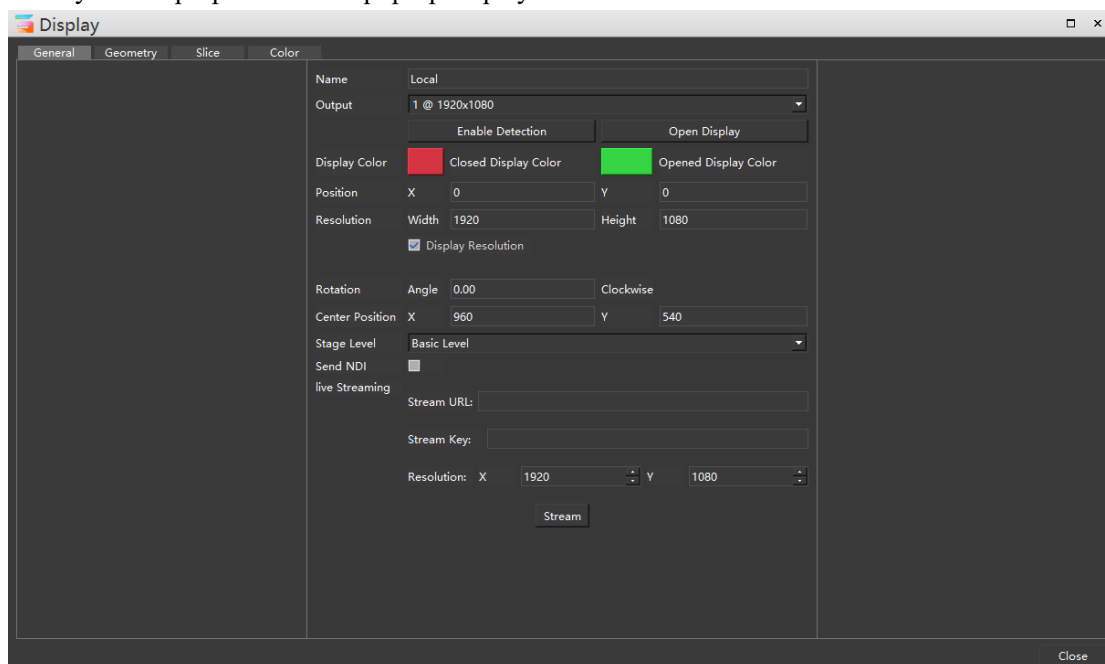 Display
General Geometry Slice Color
Name Local
Output 1 @ 1920x1080
Enable Detection Open Display
Display Color Closed Display Color Opened Display Color
Position X 0 Y 0
Resolution Width 1920 Height 1080
Display Resolution
Rotation Angle 0.00 Clockwise
Center Position X 960 Y 540
Stage Level Basic Level
Send NDI
live Streaming
Stream URL:
Stream Key:
Resolution: X 1920 Y 1080
Stream
Close